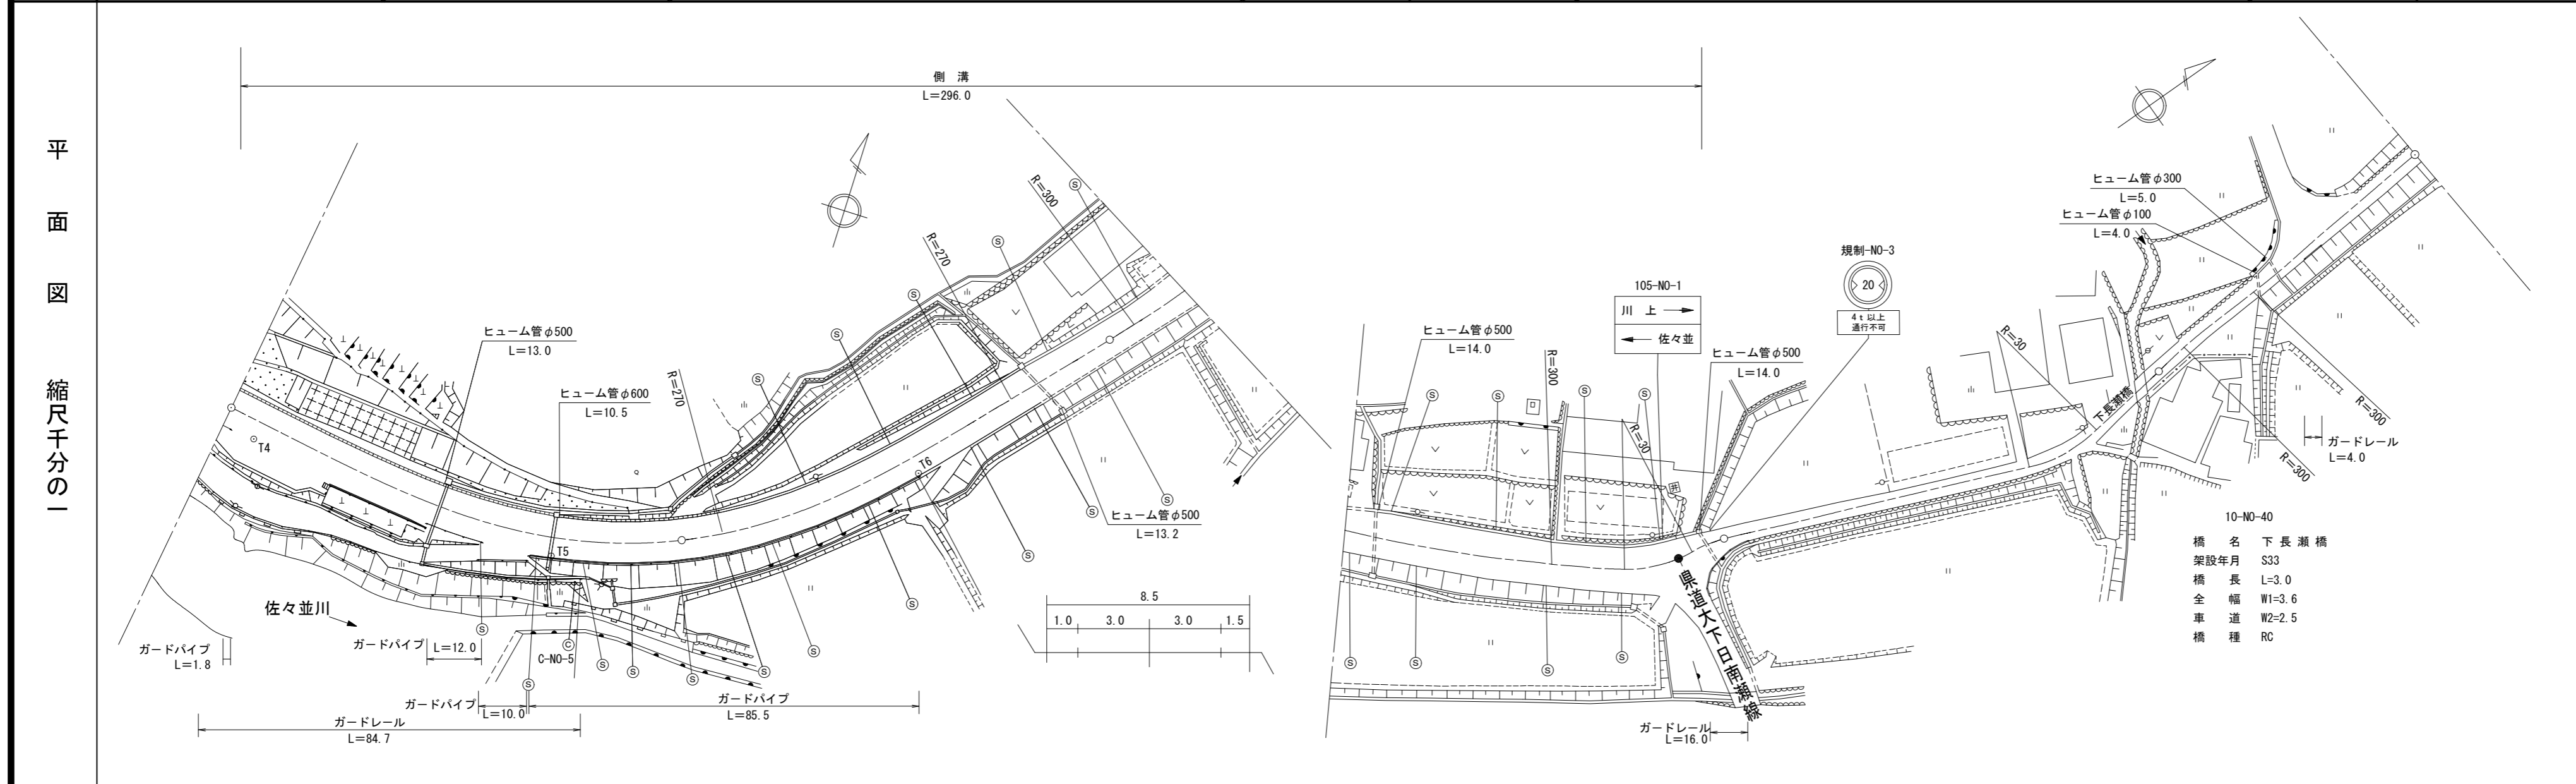 平面図 縮尺千分の一
側 溝
L=296.0
ヒューム管φ500
L=13.0
ヒューム管φ600
L=10.5
R=270
R=270
R=300
S
S
S
S
S
T4
T5
T6
佐々並川
ガードパイプ
L=1.8
ガードパイプ
L=12.0
C
C-NO-5
S
S
S
S
S
S
S
S
S
S
S
S
ヒューム管φ500
L=13.2
ガードパイプ
L=10.0
ガードパイプ
L=85.5
ガードレール
L=84.7
8.5
1.0 3.0 3.0 1.5
ヒューム管φ500
L=14.0
R=300
S
S
S
S
R=30
105-NO-1
川 上
佐々並
規制-NO-3
20
4t以上
通行不可
ヒューム管φ500
L=14.0
井
S
S
S
S
ガードレール
L=16.0
R=30
下長瀬橋
ヒューム管φ300
L=5.0
ヒューム管φ100
L=4.0
R=300
R=300
ガードレール
L=4.0
10-NO-40
橋 名 下長瀬橋
架設年月 S33
橋 長 L=3.0
全 幅 W1=3.6
車 道 W2=2.5
橋 種 RC